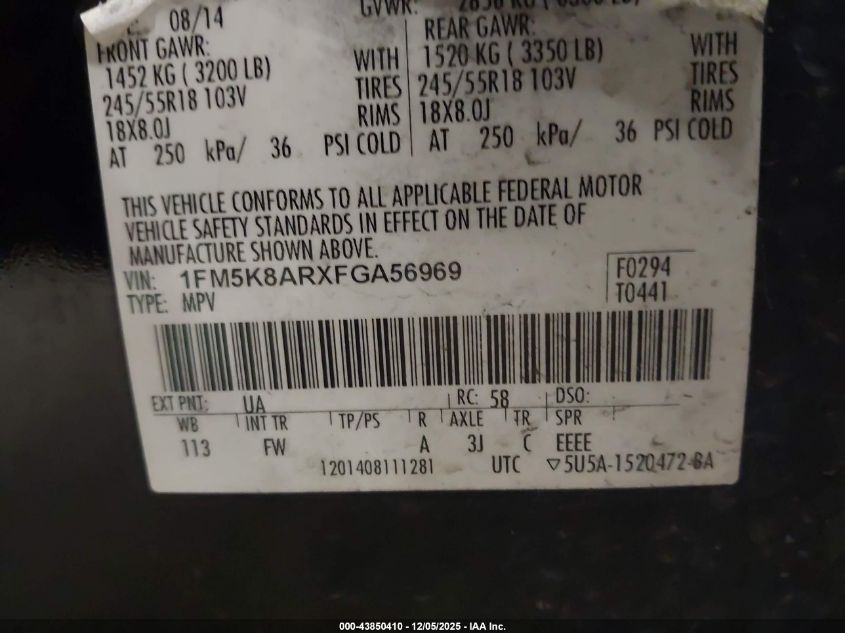 08/14
GVWR:
FRONT GAWR:
1452 KG ( 3200 LB) WITH
245/55R18 103V TIRES
18X8.0J RIMS
AT 250 kPa/ 36 PSI COLD
REAR GAWR:
1520 KG ( 3350 LB) WITH
245/55R18 103V TIRES
18X8.0J RIMS
AT 250 kPa/ 36 PSI COLD
THIS VEHICLE CONFORMS TO ALL APPLICABLE FEDERAL MOTOR
VEHICLE SAFETY STANDARDS IN EFFECT ON THE DATE OF
MANUFACTURE SHOWN ABOVE.
VIN: 1FM5K8ARXFGA56969
F0294
TYPE: MPV
T0441
EXT PNT: UA RC: 58 DSO:
WB INT TR TP/PS R AXLE TR SPR
113 FW A 3J C EEEE
1201408111281 UTC ▽5U5A-1520472-BA
000-43850410 - 12/05/2025 - IAA Inc.